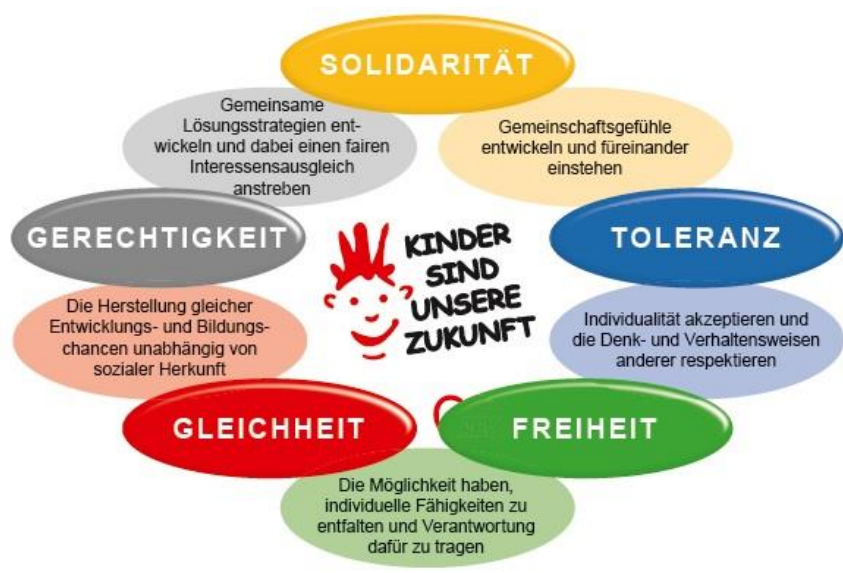 SOLIDARITÄT
Gemeinsame
Lösungsstrategien ent-
wickeln und dabei einen fairen
Interessensausgleich
anstreben
Gemeinschaftsgefühle
entwickeln und füreinander
einstehen
GERECHTIGKEIT
KINDER
SIND
UNSERE
ZUKUNFT
TOLERANZ
Die Herstellung gleicher
Entwicklungs- und Bildungs-
chancen unabhängig von
sozialer Herkunft
Individualität akzeptieren und
die Denk- und Verhaltensweisen
anderer respektieren
GLEICHHEIT
FREIHEIT
Die Möglichkeit haben,
individuelle Fähigkeiten zu
entfalten und Verantwortung
dafür zu tragen